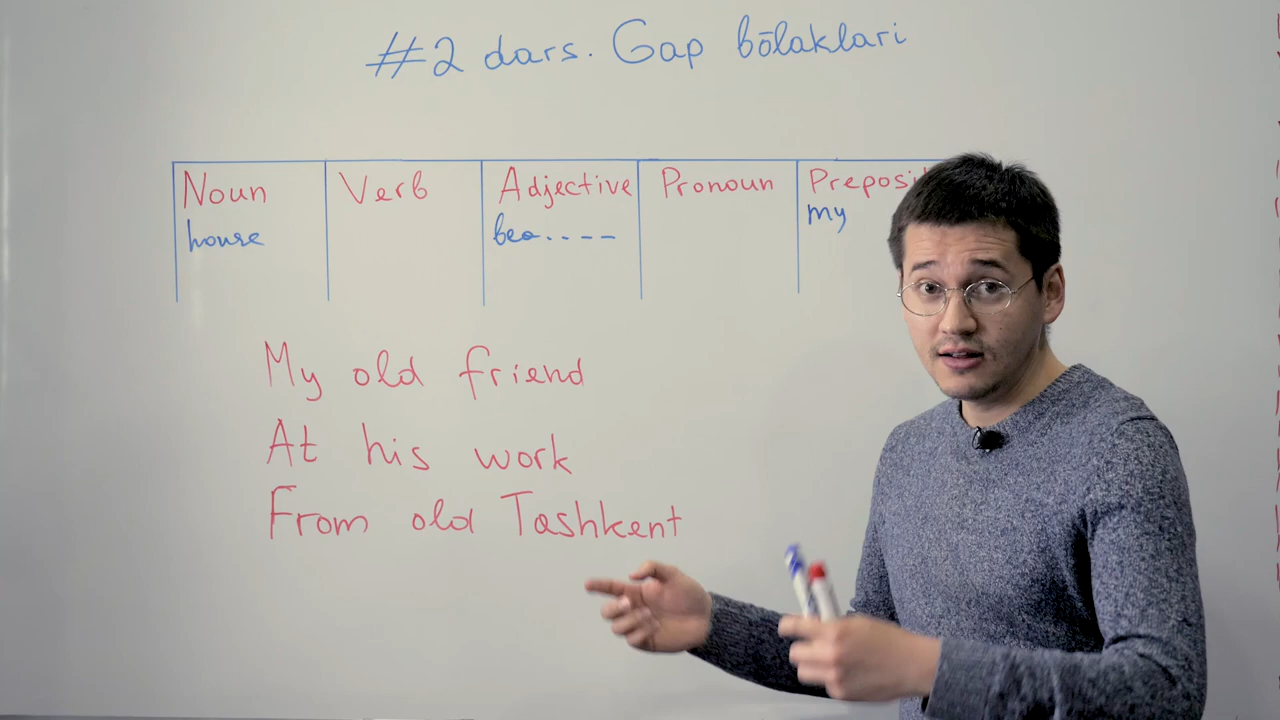 #2 dars. Gap bōlaklari
Noun Verb Adjective Pronoun Preposi
house bea....-- my
My old friend
At his work
From old Tashkent